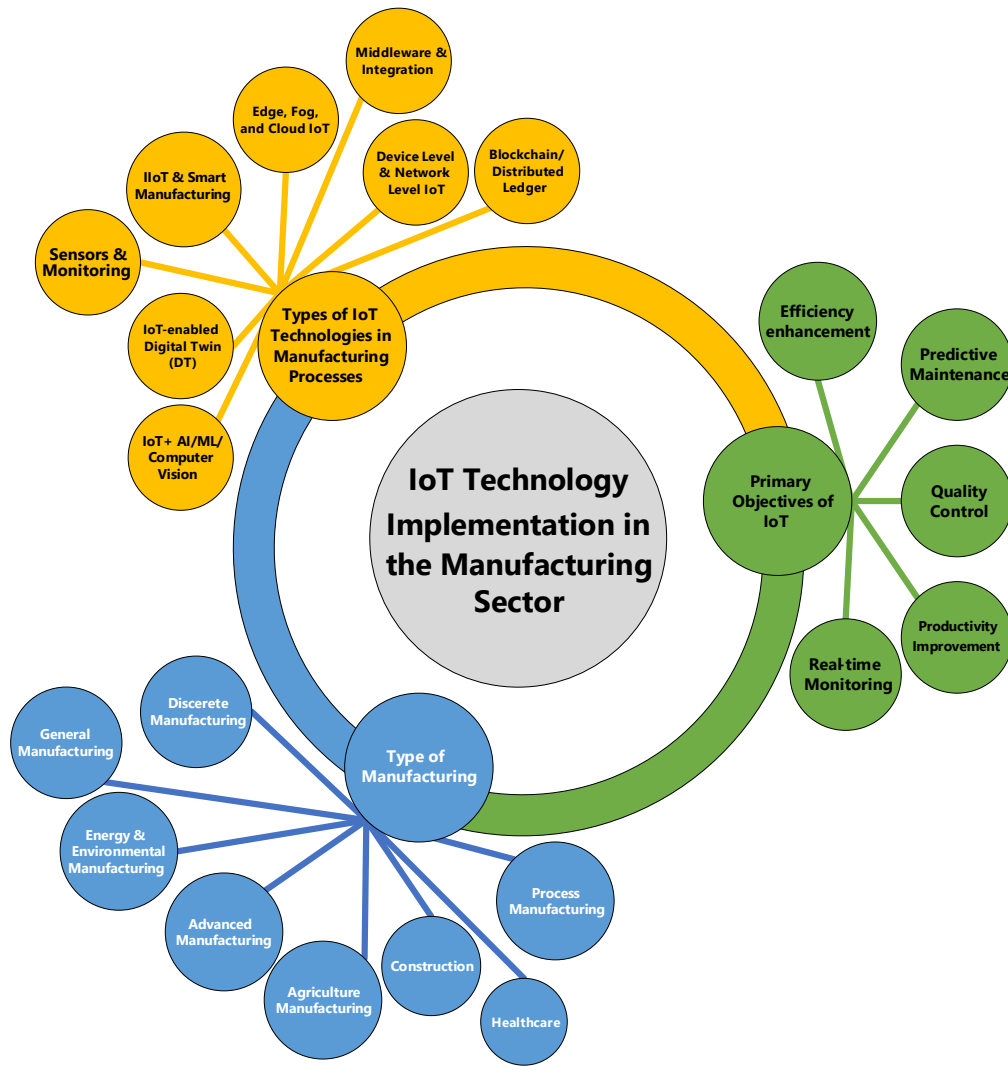 Middleware &
Integration
Edge, Fog,
and Cloud IoT
Device Level
& Network
Level IoT
Blockchain/
Distributed
Ledger
IIoT & Smart
Manufacturing
Sensors &
Monitoring
IoT-enabled
Digital Twin
(DT)
IoT+ AI/ML/
Computer
Vision
Types of IoT
Technologies in
Manufacturing
Processes
IoT Technology
Implementation in
the Manufacturing
Sector
Primary
Objectives of
IoT
Efficiency
enhancement
Predictive
Maintenance
Quality
Control
Productivity
Improvement
Real-time
Monitoring
Type of
Manufacturing
Discrete
Manufacturing
General
Manufacturing
Energy &
Environmental
Manufacturing
Advanced
Manufacturing
Agriculture
Manufacturing
Construction
Healthcare
Process
Manufacturing